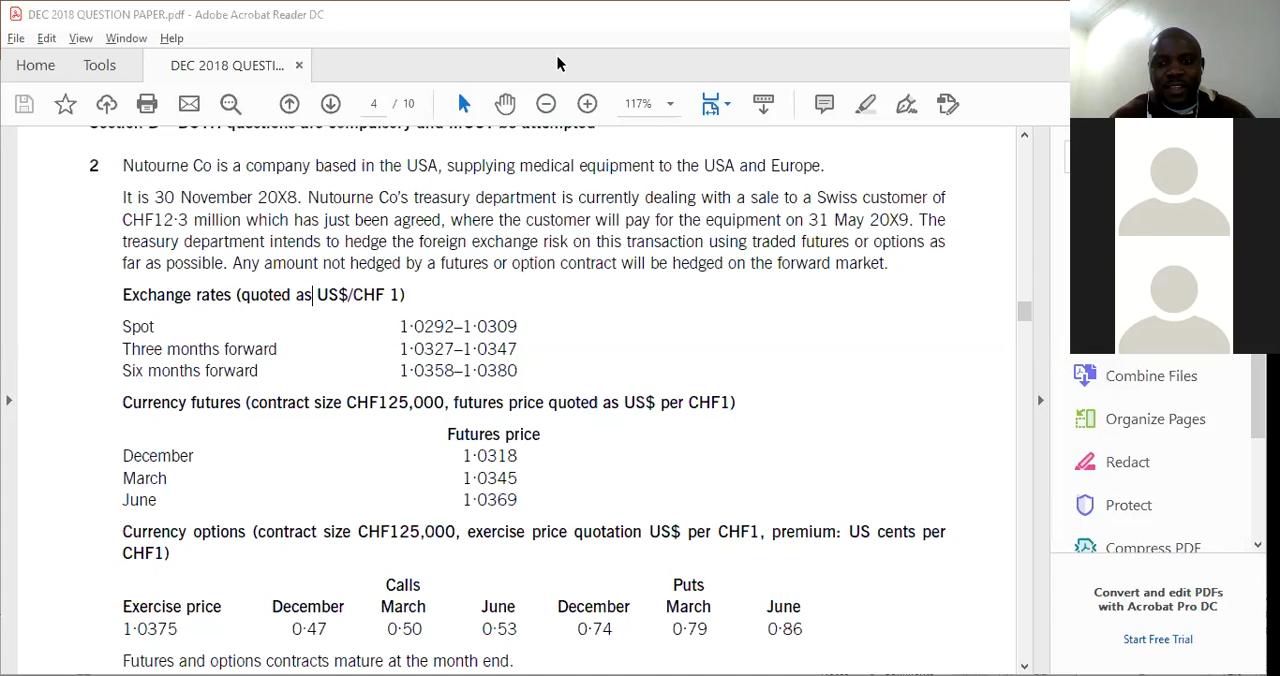 DEC 2018 QUESTION PAPER.pdf - Adobe Acrobat Reader DC
File Edit View Window Help
Home Tools DEC 2018 QUESTI... ×
4 / 10 117%
2 Nutourne Co is a company based in the USA, supplying medical equipment to the USA and Europe.
It is 30 November 20X8. Nutourne Co's treasury department is currently dealing with a sale to a Swiss customer of
CHF12·3 million which has just been agreed, where the customer will pay for the equipment on 31 May 20X9. The
treasury department intends to hedge the foreign exchange risk on this transaction using traded futures or options as
far as possible. Any amount not hedged by a futures or option contract will be hedged on the forward market.
Exchange rates (quoted as US$/CHF 1)
Spot 1·0292–1·0309
Three months forward 1·0327–1·0347
Six months forward 1·0358–1·0380
Currency futures (contract size CHF125,000, futures price quoted as US$ per CHF1)
Futures price
December 1·0318
March 1·0345
June 1·0369
Currency options (contract size CHF125,000, exercise price quotation US$ per CHF1, premium: US cents per
CHF1)
Calls Puts
Exercise price December March June December March June
1·0375 0·47 0·50 0·53 0·74 0·79 0·86
Futures and options contracts mature at the month end.
Combine Files
Organize Pages
Redact
Protect
Compress PDF
Convert and edit PDFs
with Acrobat Pro DC
Start Free Trial